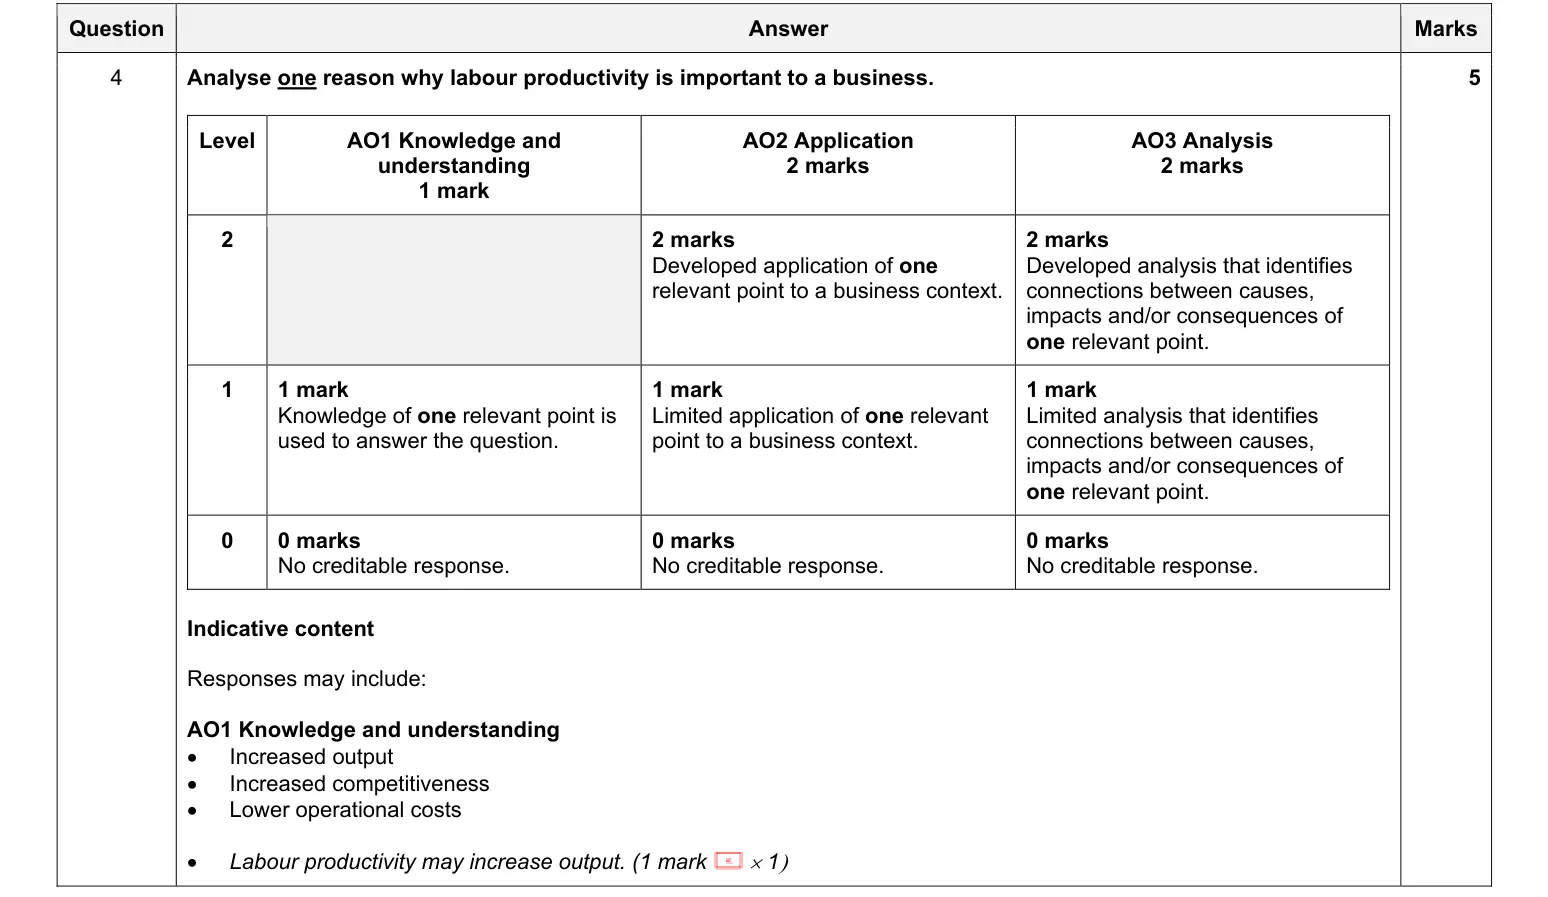 Question Answer Marks
4 Analyse one reason why labour productivity is important to a business. 5
Level AO1 Knowledge and understanding 1 mark AO2 Application 2 marks AO3 Analysis 2 marks
2
2 marks
Developed application of one
relevant point to a business context.
2 marks
Developed analysis that identifies
connections between causes,
impacts and/or consequences of
one relevant point.
1
1 mark
Knowledge of one relevant point is
used to answer the question.
1 mark
Limited application of one relevant
point to a business context.
1 mark
Limited analysis that identifies
connections between causes,
impacts and/or consequences of
one relevant point.
0
0 marks
No creditable response.
0 marks
No creditable response.
0 marks
No creditable response.
Indicative content
Responses may include:
AO1 Knowledge and understanding
• Increased output
• Increased competitiveness
• Lower operational costs
• Labour productivity may increase output. (1 mark × 1)